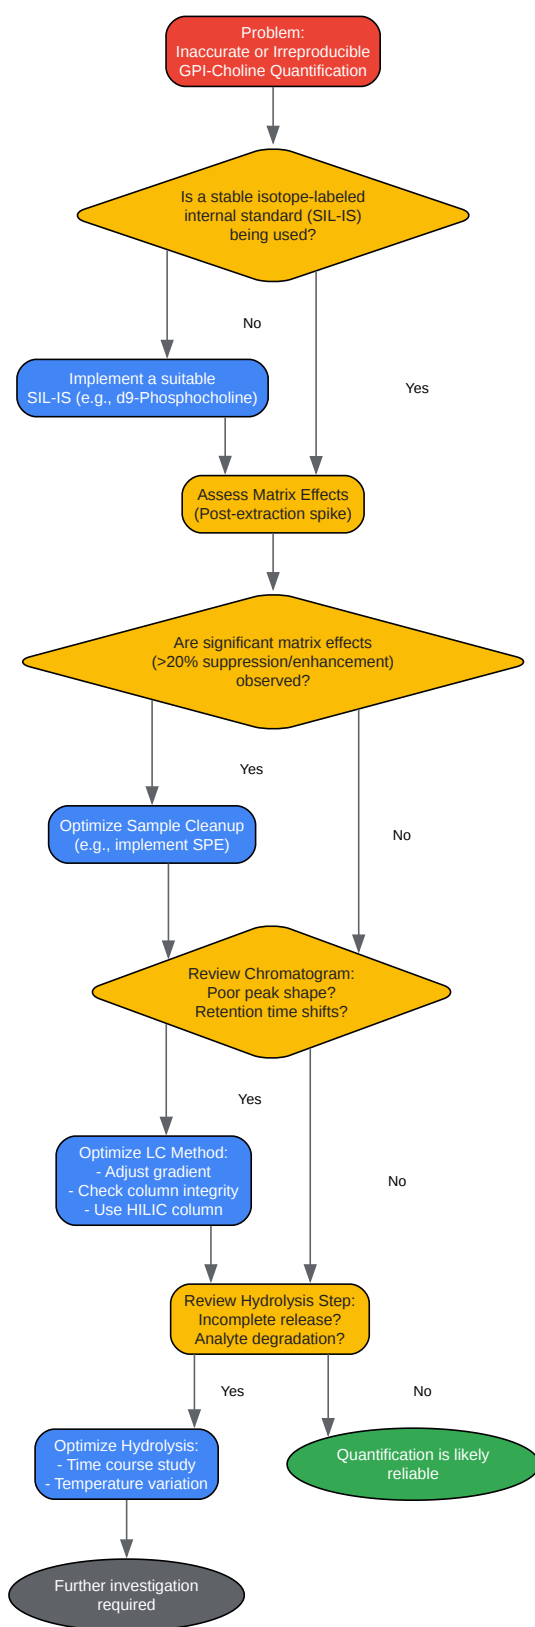 Problem:
Inaccurate or Irreproducible
GPI-Choline Quantification
Is a stable isotope-labeled
internal standard (SIL-IS)
being used?
No
Implement a suitable
SIL-IS (e.g., d9-Phosphocholine)
Yes
Assess Matrix Effects
(Post-extraction spike)
Are significant matrix effects
(>20% suppression/enhancement)
observed?
Yes
Optimize Sample Cleanup
(e.g., implement SPE)
No
Review Chromatogram:
Poor peak shape?
Retention time shifts?
Yes
Optimize LC Method:
- Adjust gradient
- Check column integrity
- Use HILIC column
No
Review Hydrolysis Step:
Incomplete release?
Analyte degradation?
Yes
No
Optimize Hydrolysis:
- Time course study
- Temperature variation
Quantification is likely
reliable
Further investigation
required